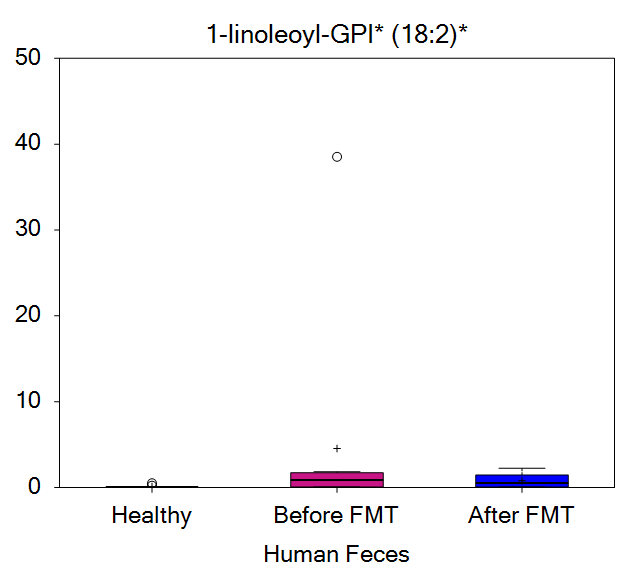 1-linoleoyl-GPI* (18:2)*
50
40
30
20
10
0
Healthy
Before FMT
After FMT
Human Feces